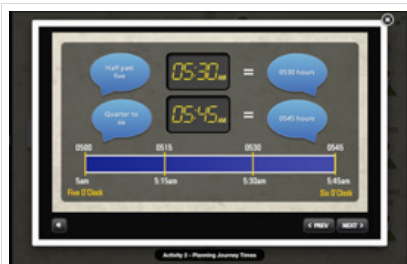 Half past
five
05:30 AM
=
0530 hours
Quarter to
six
05:45 AM
=
0545 hours
0500 0515 0530 0545
5am 5:15am 5:30am 5:45am
Five O'Clock Six O'Clock
< PREV NEXT >
Activity 2 - Planning Journey Times